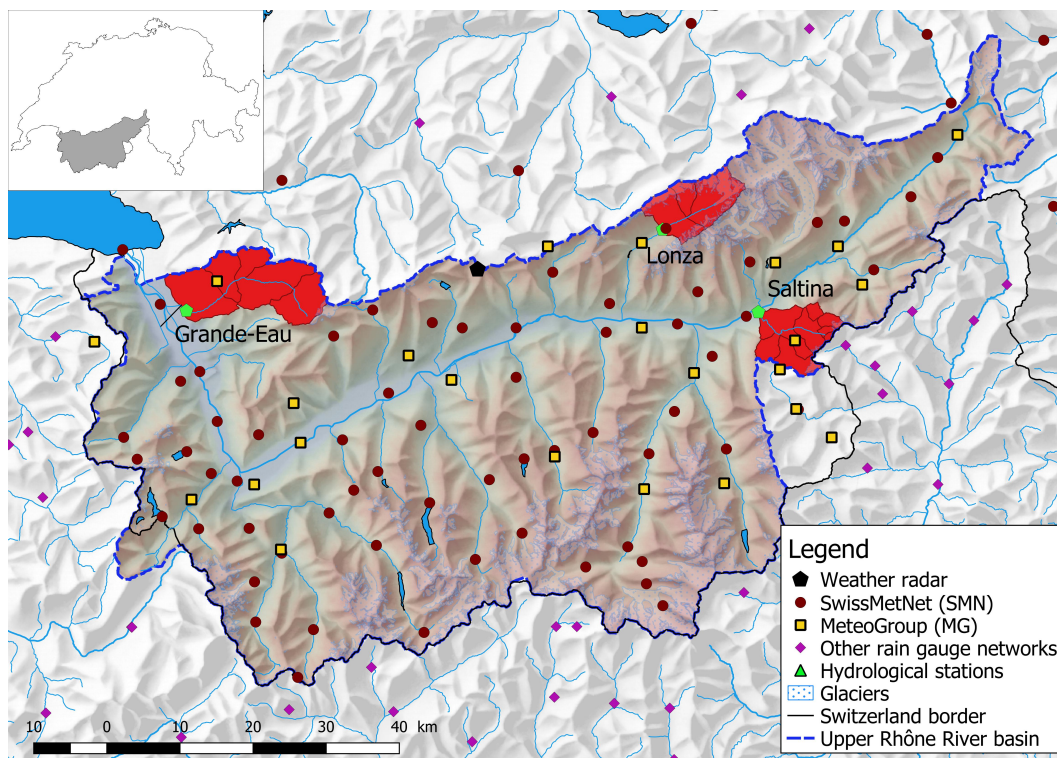 Lonza
Saltina
Grande-Eau
Legend
Weather radar
SwissMetNet (SMN)
MeteoGroup (MG)
Other rain gauge networks
Hydrological stations
Glaciers
Switzerland border
Upper Rhône River basin
10 0 10 20 30 40 km